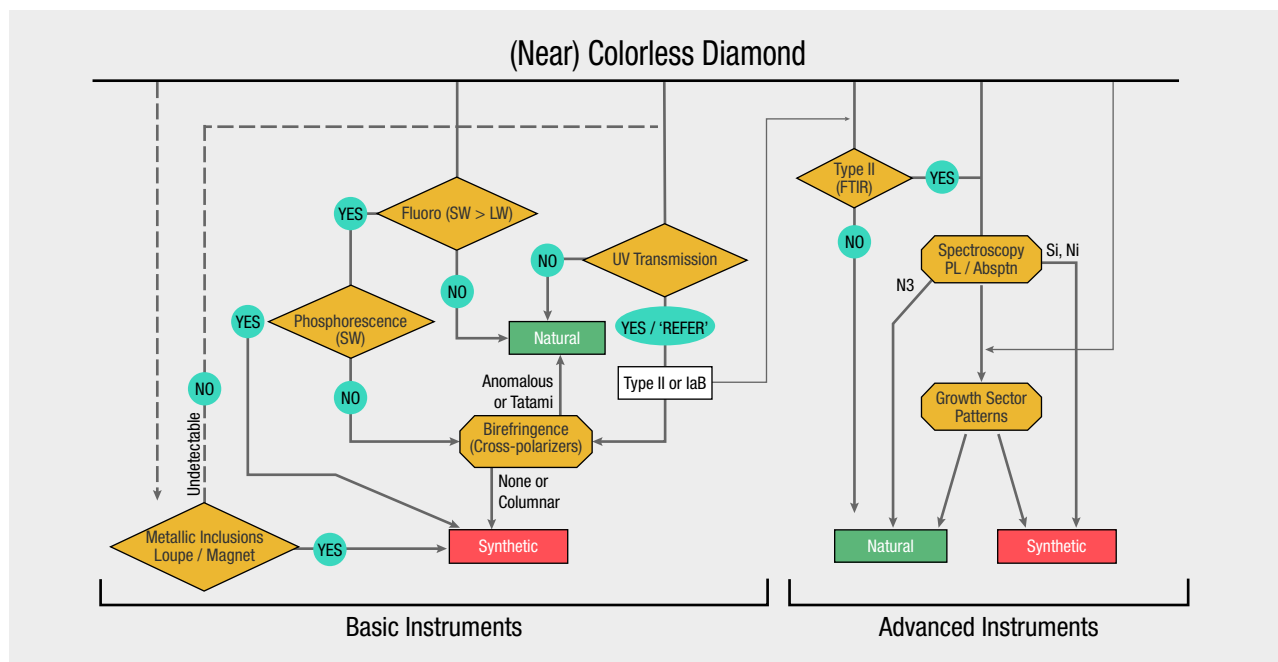 (Near) Colorless Diamond
Fluoro (SW > LW)
YES
NO
Phosphorescence
(SW)
YES
NO
UV Transmission
NO
YES / ‘REFER’
Natural
Type II or IaB
Anomalous
or Tatami
Birefringence
(Cross-polarizers)
None or
Columnar
NO
Undetectable
Metallic Inclusions
Loupe / Magnet
YES
Synthetic
Basic Instruments
Type II
(FTIR)
YES
NO
Spectroscopy
PL / Absptn
Si, Ni
N3
Growth Sector
Patterns
Natural
Synthetic
Advanced Instruments